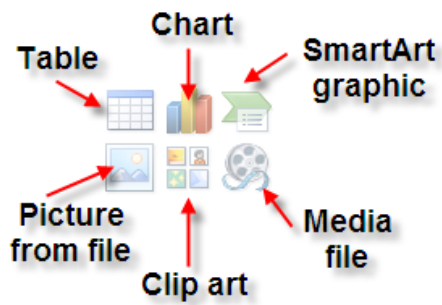 Chart
Table
SmartArt
graphic
Picture
from file
Clip art
Media
file